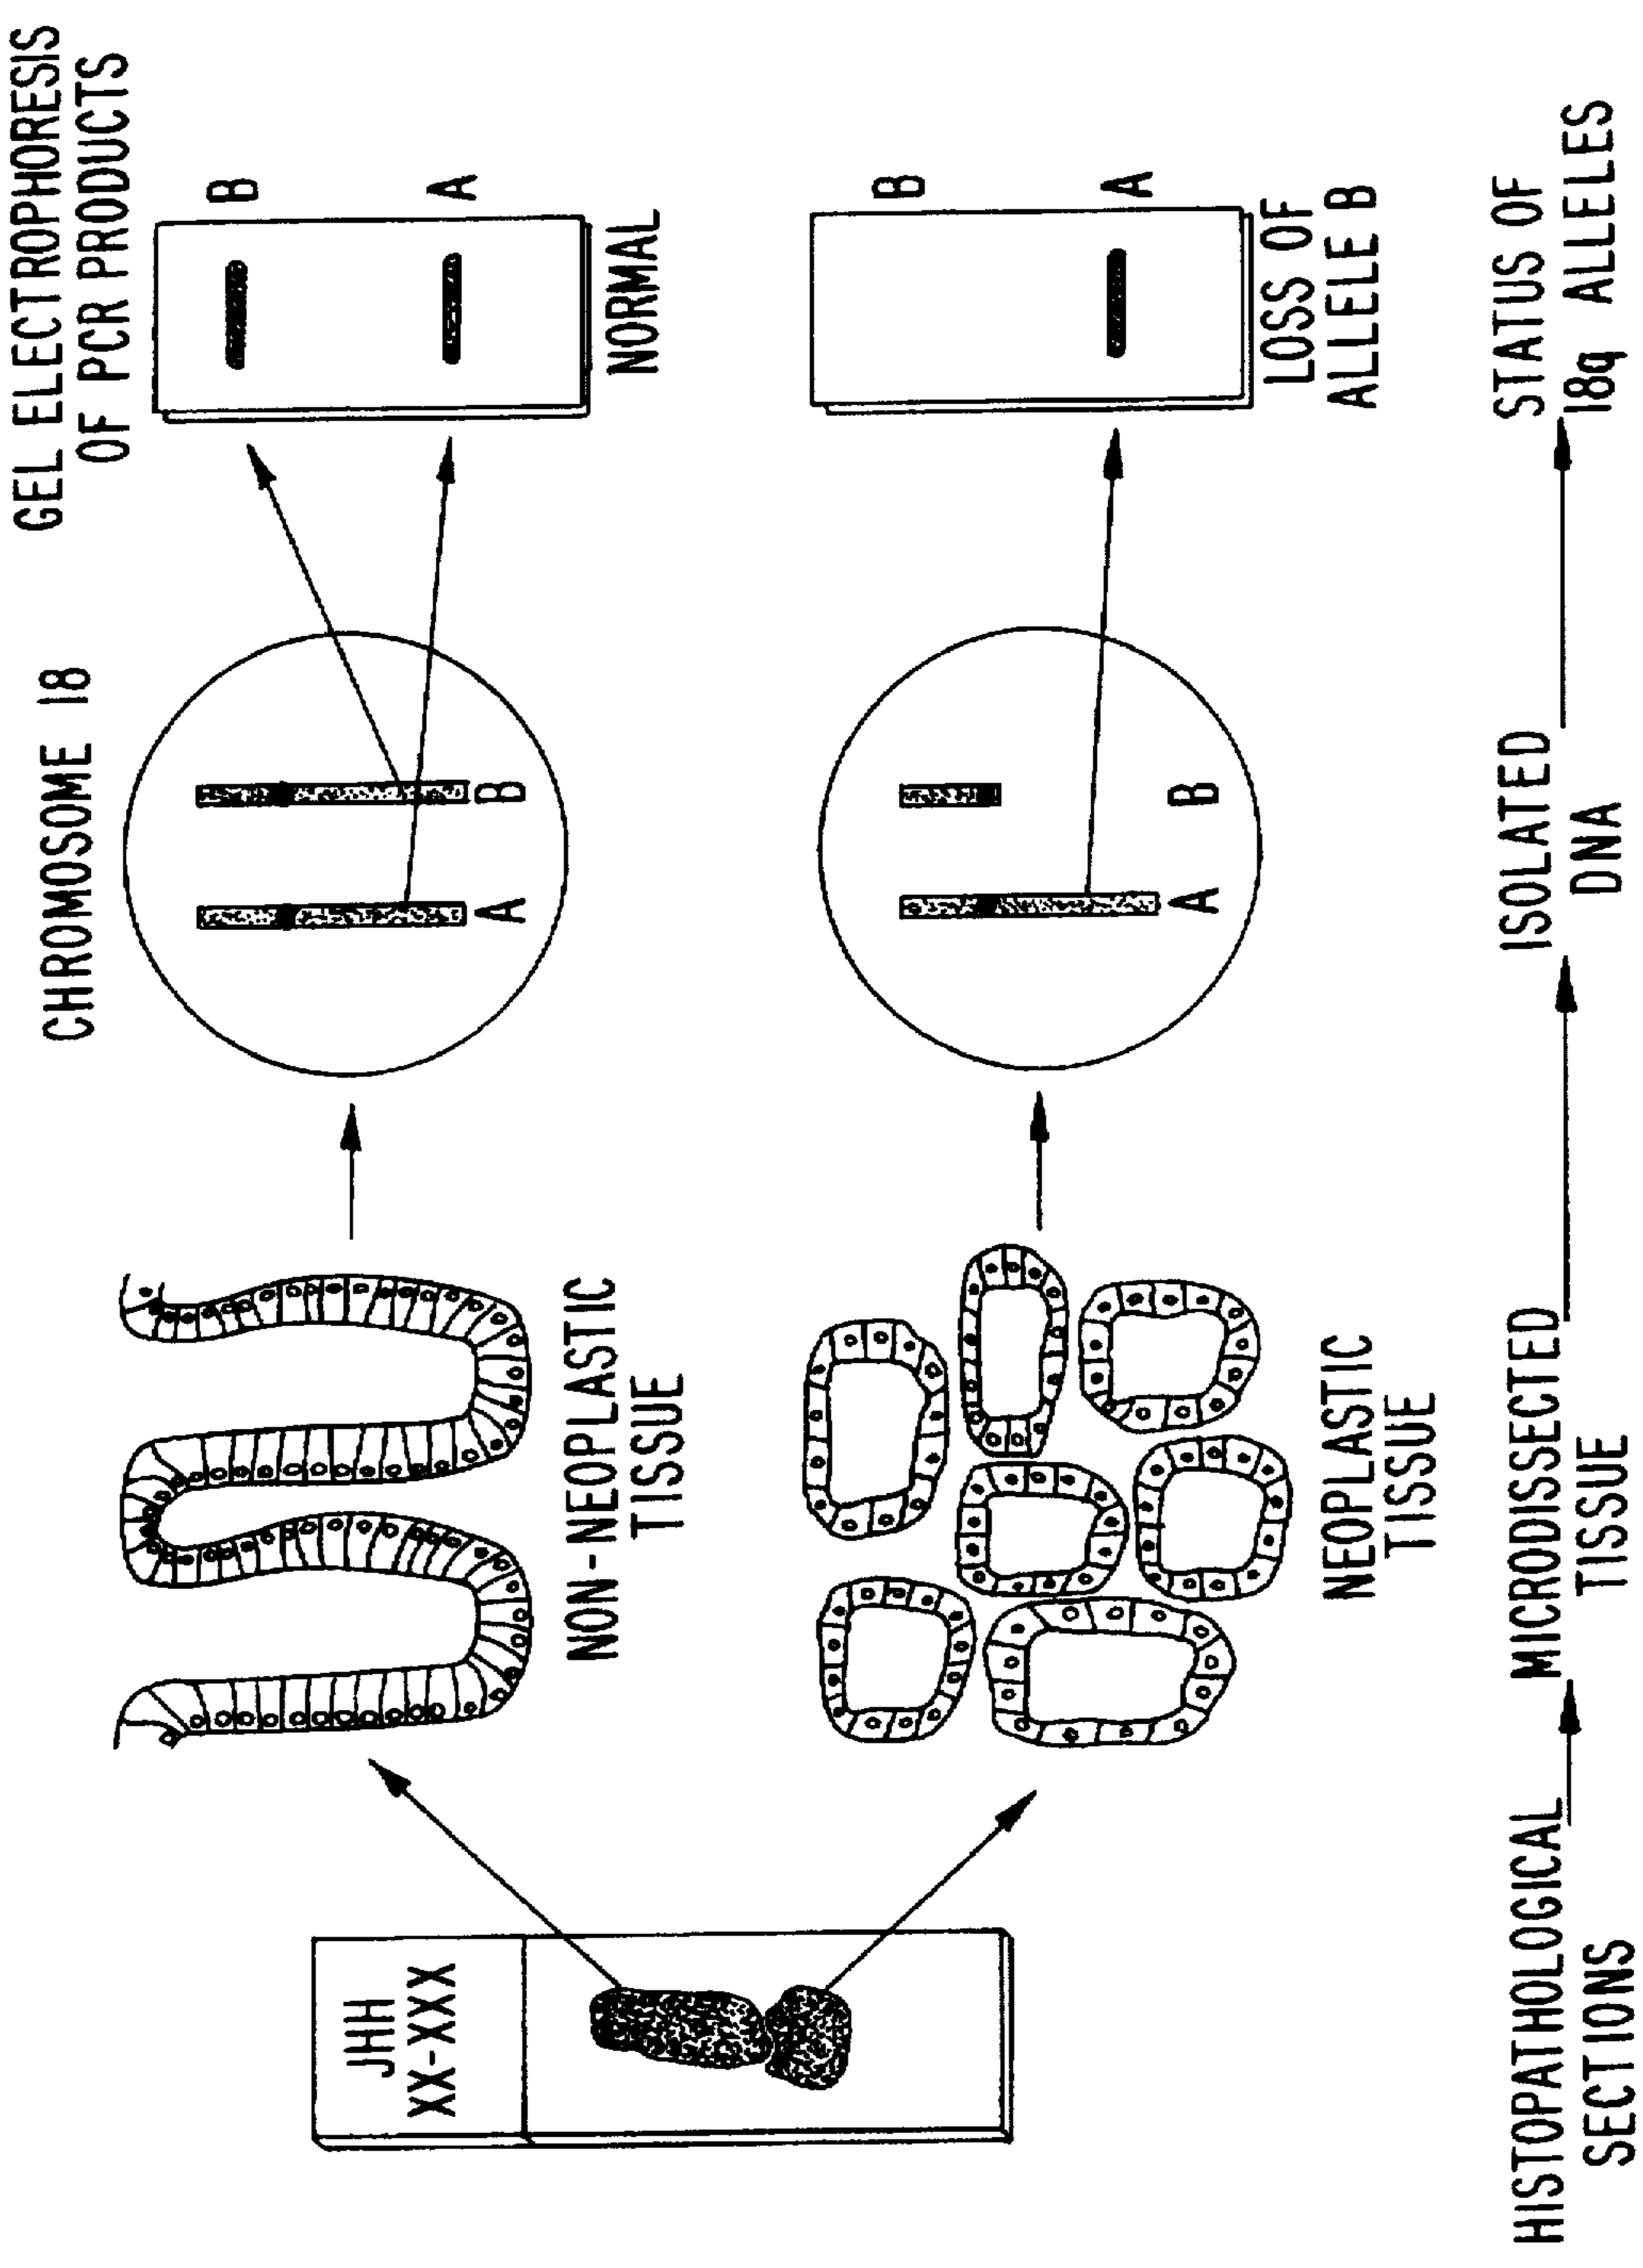 CHROMOSOME 18
GEL ELECTROPHORESIS
OF PCR PRODUCTS
JHH
XX-XXX
NON-NEOPLASTIC
TISSUE
A
B
B
A
NORMAL
NEOPLASTIC
TISSUE
A
B
B
A
LOSS OF
ALLELE B
HISTOPATHOLOGICAL
SECTIONS
MICRODISSECTED
TISSUE
ISOLATED
DNA
STATUS OF
18q ALLELES